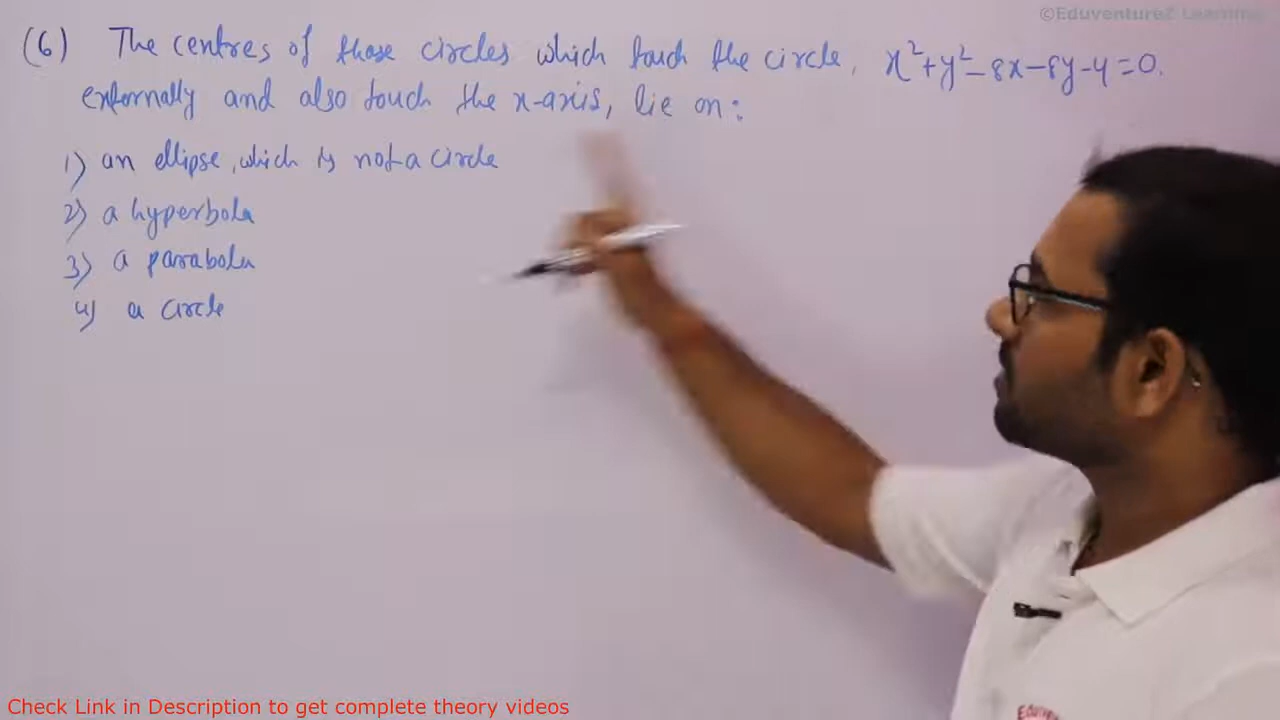 ©EduventureZ Learning
(6) The centres of those circles which touch the circle, x²+y²-8x-8y-4=0.
externally and also touch the x-axis, lie on:
1) an ellipse, which is not a circle
2) a hyperbola
3) a parabola
4) a circle
Check Link in Description to get complete theory videos